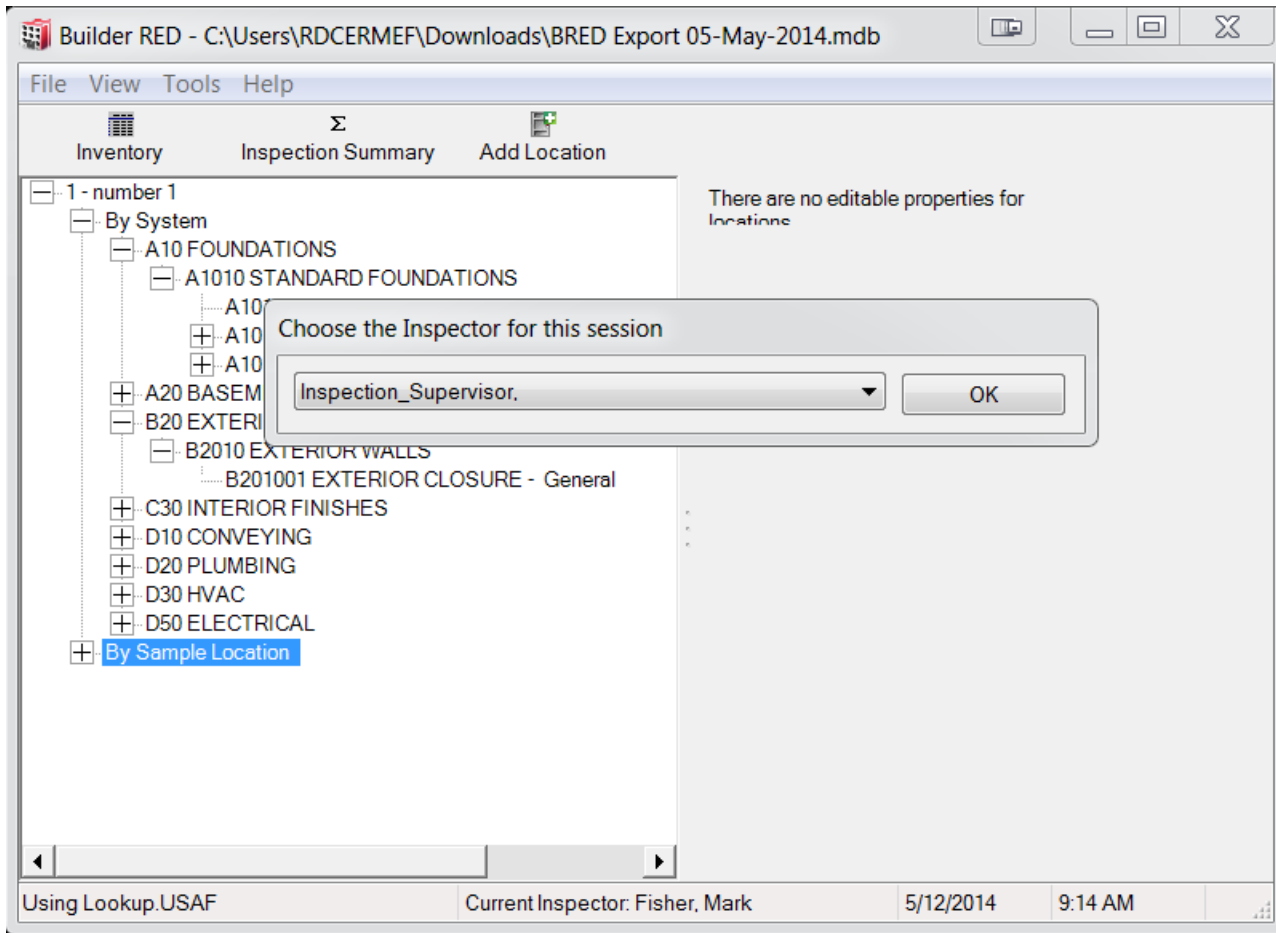 Builder RED - C:\Users\RDCERMEF\Downloads\BRED Export 05-May-2014.mdb
File View Tools Help
Inventory Σ Inspection Summary Add Location
1 - number 1
By System
A10 FOUNDATIONS
A1010 STANDARD FOUNDATIONS
A101
A10
A10
A20 BASEM
B20 EXTERI
B2010 EXTERIOR WALLS
B201001 EXTERIOR CLOSURE - General
C30 INTERIOR FINISHES
D10 CONVEYING
D20 PLUMBING
D30 HVAC
D50 ELECTRICAL
By Sample Location
There are no editable properties for
locations
Choose the Inspector for this session
Inspection_Supervisor, OK
Using Lookup.USAF Current Inspector: Fisher, Mark 5/12/2014 9:14 AM